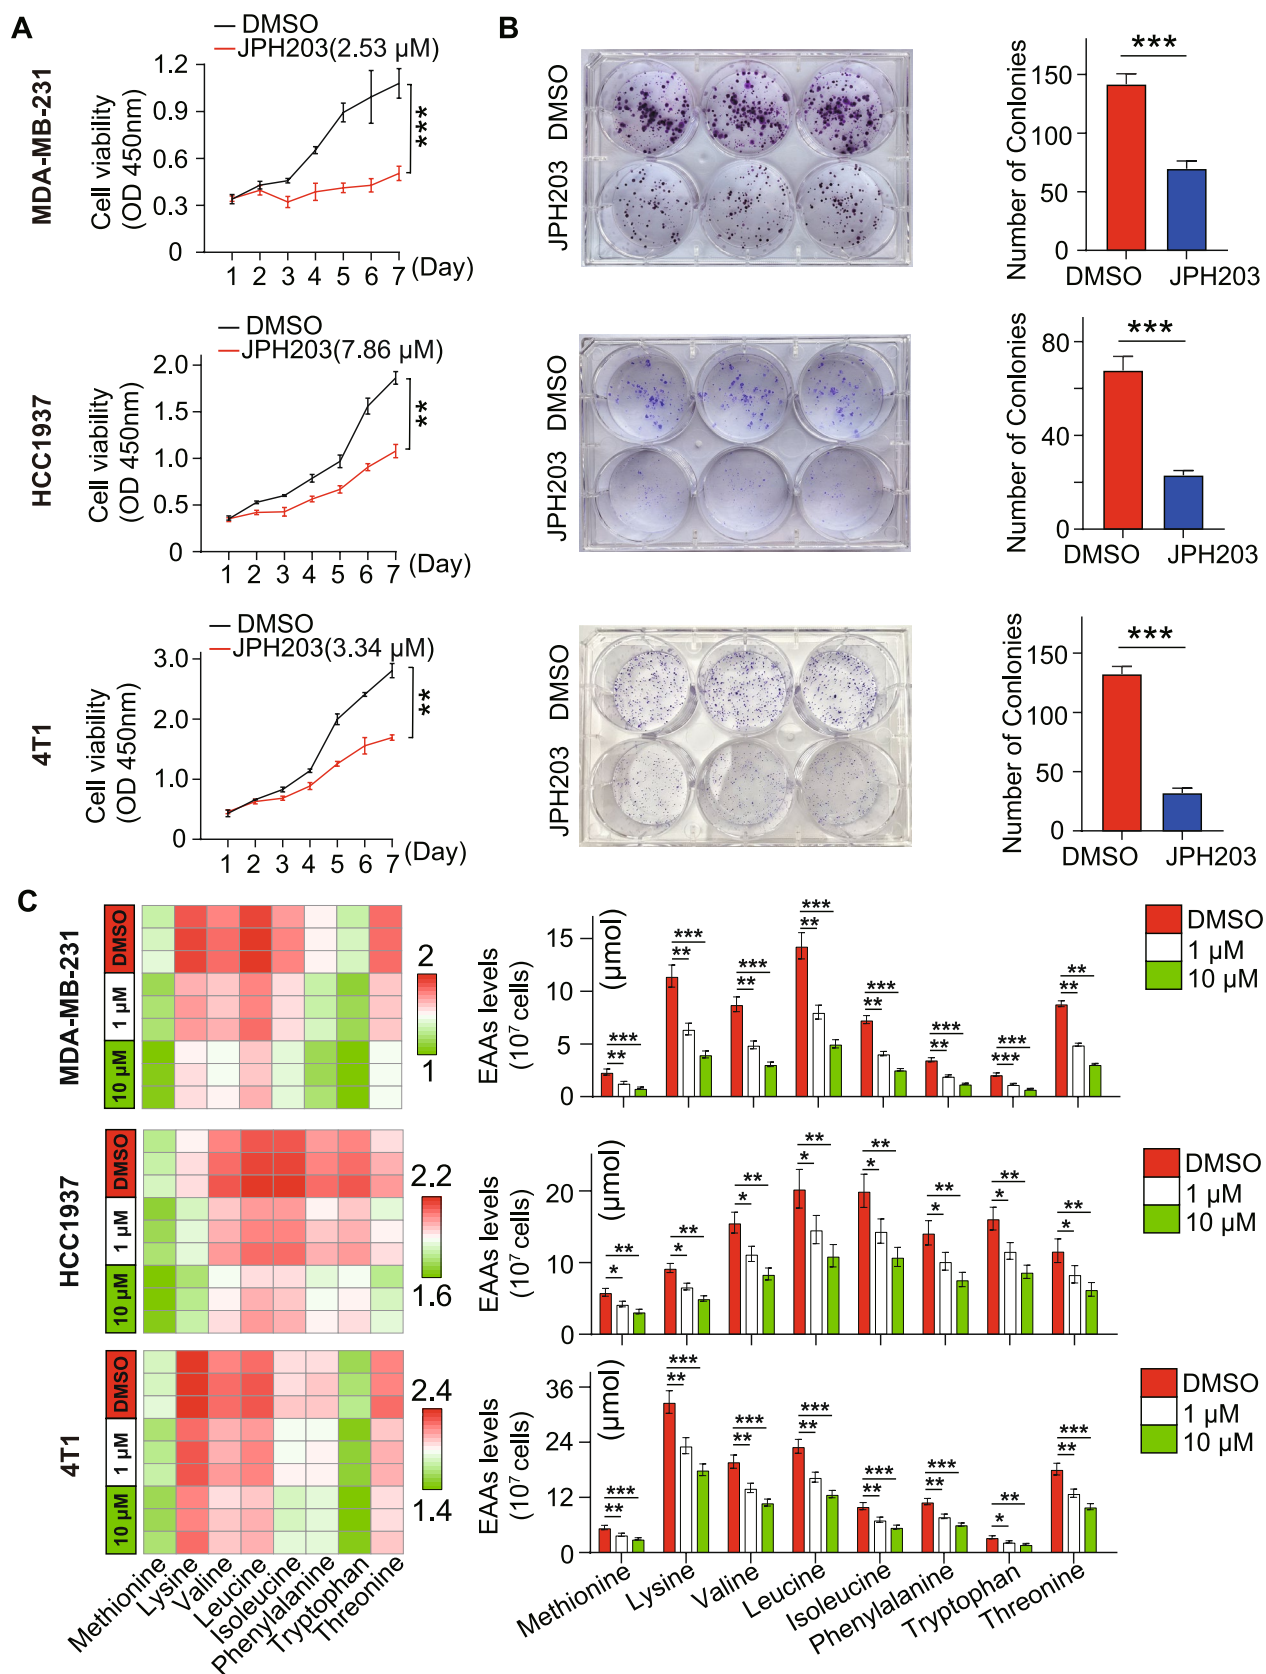 A
DMSO
JPH203(2.53 µM)
MDA-MB-231
Cell viability
(OD 450nm)
1.2
0.9
0.6
0.3
0
***
1 2 3 4 5 6 7 (Day)
DMSO
JPH203(7.86 µM)
HCC1937
Cell viability
(OD 450nm)
2.0
1.5
1.0
0.5
0
**
1 2 3 4 5 6 7 (Day)
DMSO
JPH203(3.34 µM)
4T1
Cell viability
(OD 450nm)
3.0
2.0
1.0
0
**
1 2 3 4 5 6 7 (Day)
B
DMSO
JPH203
Number of Conlonies
150
100
50
0
***
DMSO JPH203
DMSO
JPH203
Number of Conlonies
80
40
0
***
DMSO JPH203
DMSO
JPH203
Number of Conlonies
150
100
50
0
***
DMSO JPH203
C
MDA-MB-231
DMSO
1 µM
10 µM
2
1
EAAs levels
(10⁷ cells)
(µmol)
15
10
5
0
*** ** *** ** *** ** *** ** *** ** *** ** *** *** ** **
DMSO
1 µM
10 µM
HCC1937
DMSO
1 µM
10 µM
2.2
1.6
EAAs levels
(10⁷ cells)
(µmol)
20
10
0
** * ** * ** * ** * ** * ** * ** * ** *
DMSO
1 µM
10 µM
4T1
DMSO
1 µM
10 µM
2.4
1.4
EAAs levels
(10⁷ cells)
(µmol)
36
24
12
0
*** ** *** ** *** ** *** ** *** ** *** ** ** * *** **
DMSO
1 µM
10 µM
Methionine
Lysine
Valine
Leucine
Isoleucine
Phenylalanine
Tryptophan
Threonine
Methionine
Lysine
Valine
Leucine
Isoleucine
Phenylalanine
Tryptophan
Threonine